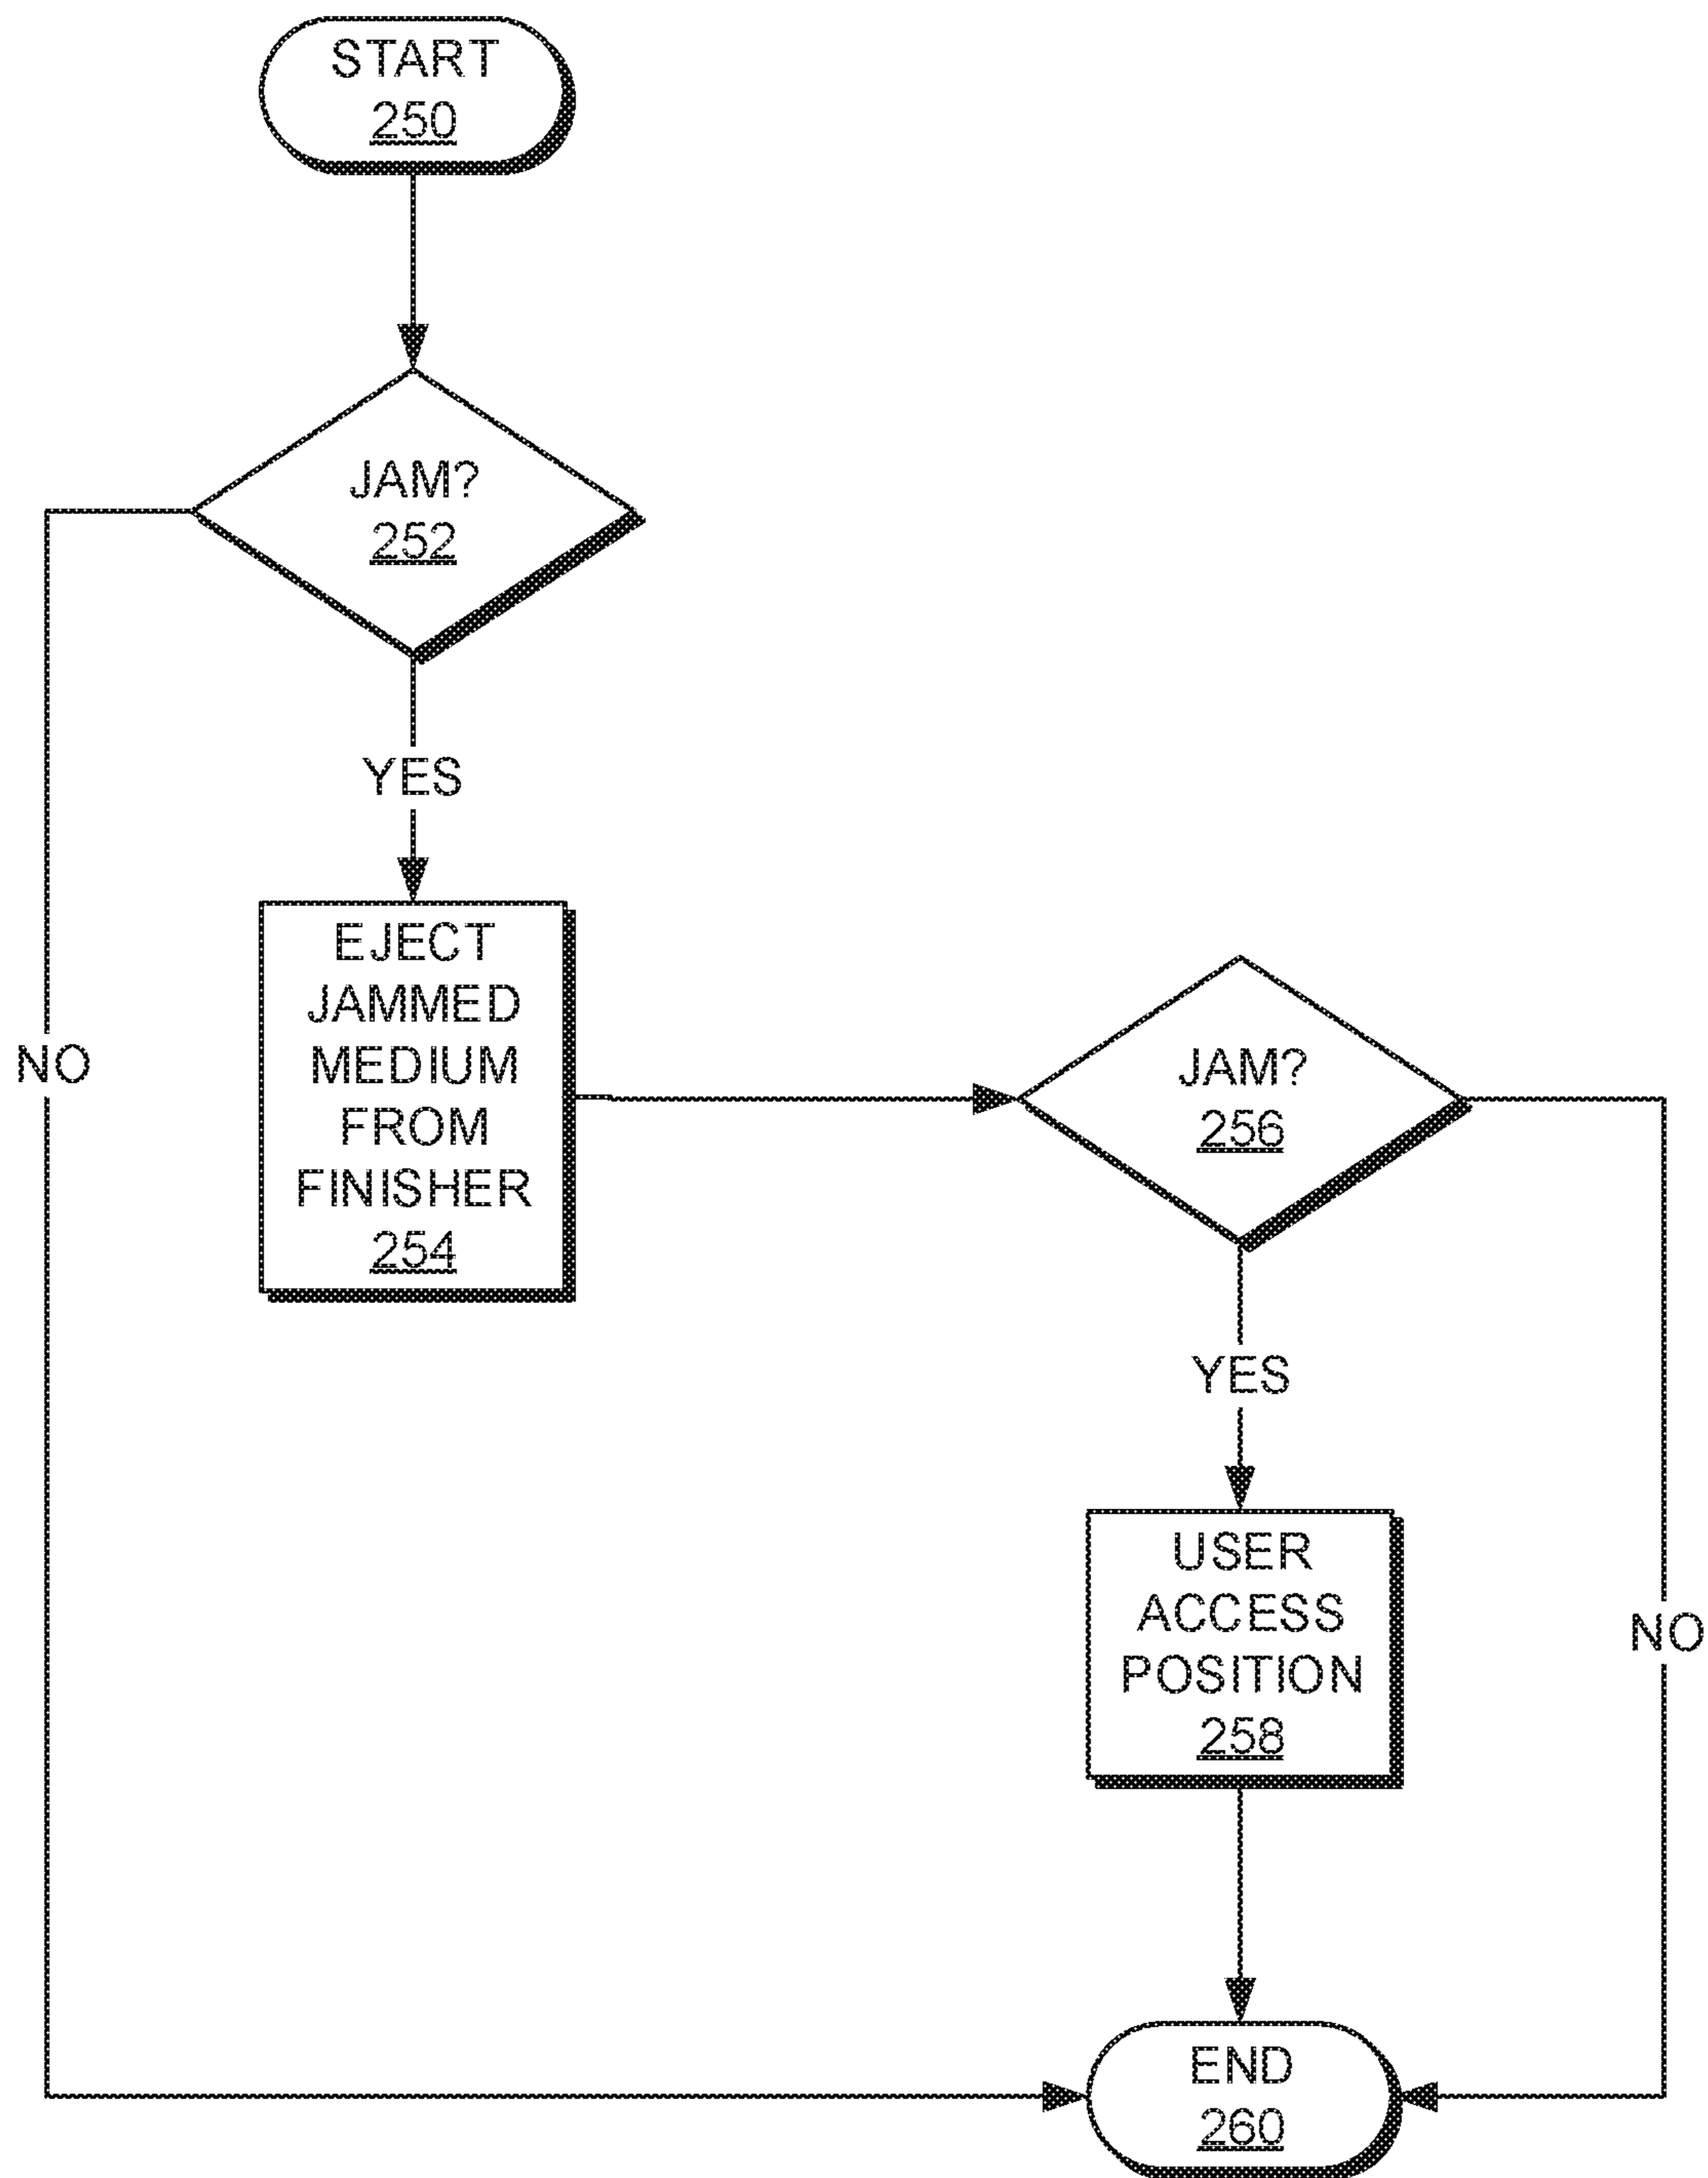 START
250
JAM?
252
YES
NO
EJECT
JAMMED
MEDIUM
FROM
FINISHER
254
JAM?
256
YES
NO
USER
ACCESS
POSITION
258
END
260